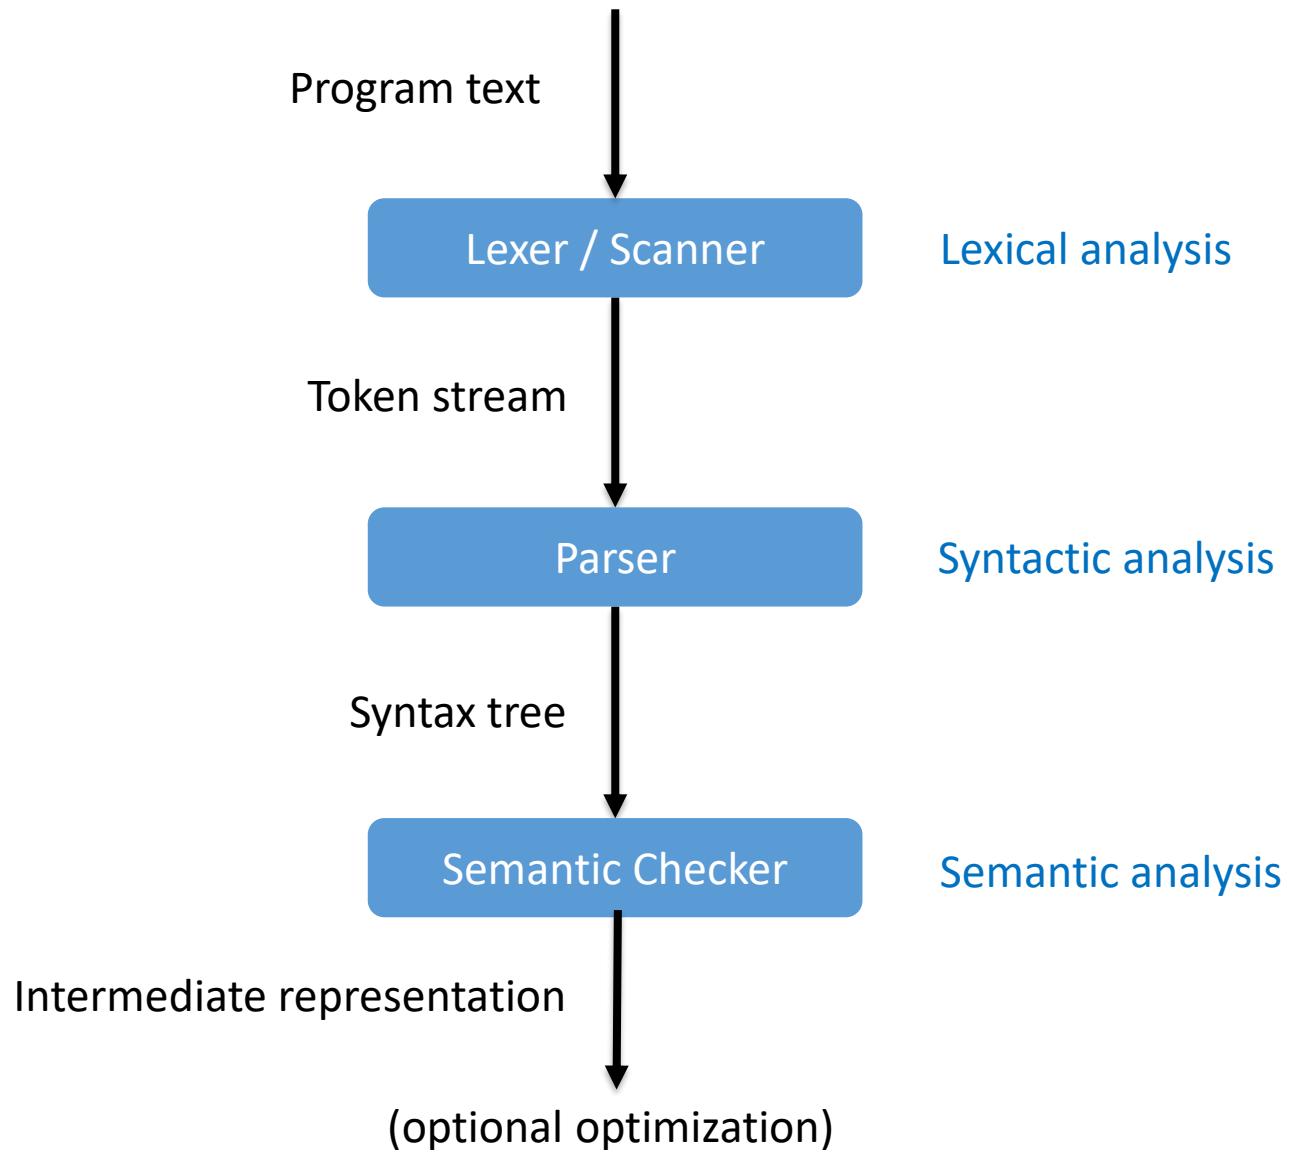 Program text
Lexer / Scanner
Lexical analysis
Token stream
Parser
Syntactic analysis
Syntax tree
Semantic Checker
Semantic analysis
Intermediate representation
(optional optimization)